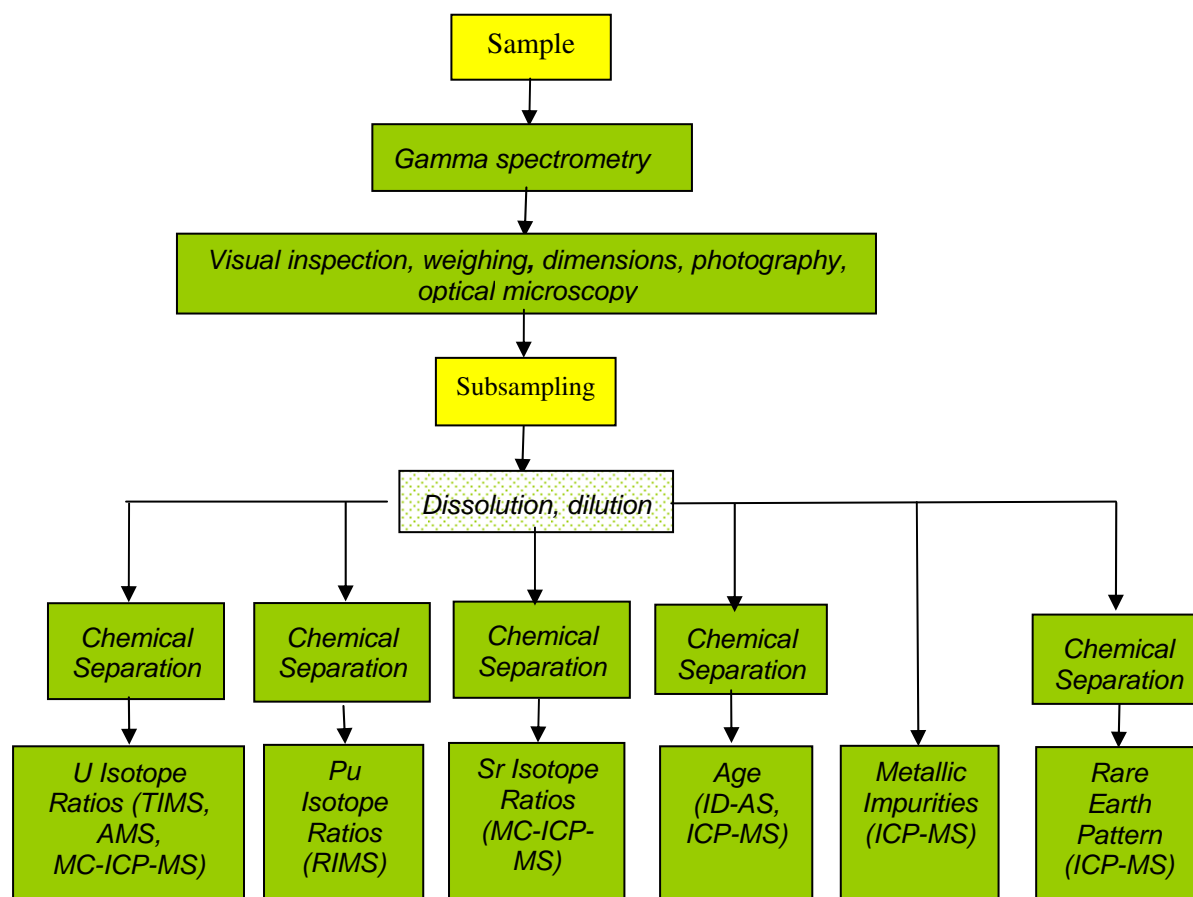 Sample
Gamma spectrometry
Visual inspection, weighing, dimensions, photography,
optical microscopy
Subsampling
Dissolution, dilution
Chemical
Separation
Chemical
Separation
Chemical
Separation
Chemical
Separation
Chemical
Separation
U Isotope
Ratios (TIMS,
AMS,
MC-ICP-MS)
Pu
Isotope
Ratios
(RIMS)
Sr Isotope
Ratios
(MC-ICP-
MS)
Age
(ID-AS,
ICP-MS)
Metallic
Impurities
(ICP-MS)
Rare
Earth
Pattern
(ICP-MS)